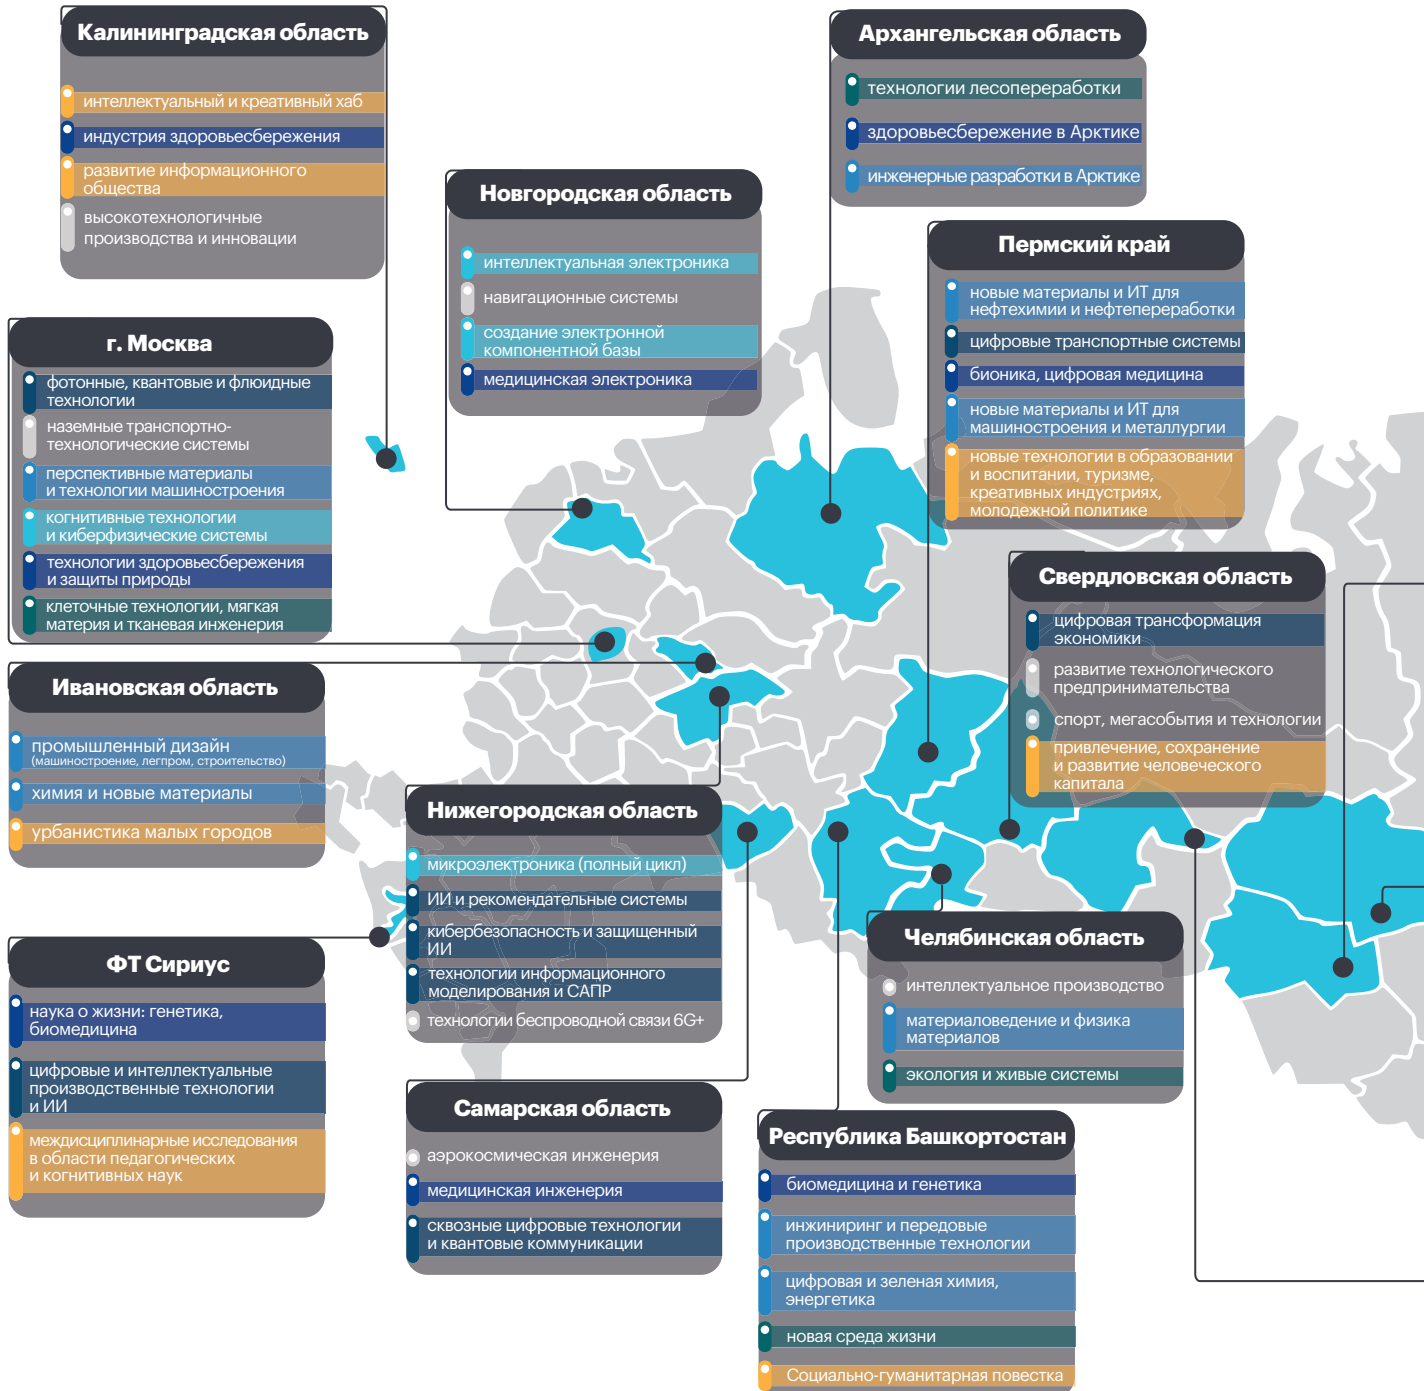 Калининградская область
интеллектуальный и креативный хаб
индустрия здоровьесбережения
развитие информационного
общества
высокотехнологичные
производства и инновации
Архангельская область
технологии лесопереработки
здоровьесбережение в Арктике
инженерные разработки в Арктике
Новгородская область
интеллектуальная электроника
навигационные системы
создание электронной
компонентной базы
медицинская электроника
Пермский край
новые материалы и ИТ для
нефтехимии и нефтепереработки
цифровые транспортные системы
бионика, цифровая медицина
новые материалы и ИТ для
машиностроения и металлургии
новые технологии в образовании
и воспитании, туризме,
креативных индустриях,
молодежной политике
г. Москва
фотонные, квантовые и флюидные
технологии
наземные транспортно-
технологические системы
перспективные материалы
и технологии машиностроения
когнитивные технологии
и киберфизические системы
технологии здоровьесбережения
и защиты природы
клеточные технологии, мягкая
материя и тканевая инженерия
Свердловская область
цифровая трансформация
экономики
развитие технологического
предпринимательства
спорт, мегасобытия и технологии
привлечение, сохранение
и развитие человеческого
капитала
Ивановская область
промышленный дизайн
(машиностроение, легпром, строительство)
химия и новые материалы
урбанистика малых городов
Нижегородская область
микроэлектроника (полный цикл)
ИИ и рекомендательные системы
кибербезопасность и защищенный
ИИ
технологии информационного
моделирования и САПР
технологии беспроводной связи 6G+
Челябинская область
интеллектуальное производство
материаловедение и физика
материалов
экология и живые системы
ФТ Сириус
наука о жизни: генетика,
биомедицина
цифровые и интеллектуальные
производственные технологии
и ИИ
междисциплинарные исследования
в области педагогических
и когнитивных наук
Самарская область
аэрокосмическая инженерия
медицинская инженерия
сквозные цифровые технологии
и квантовые коммуникации
Республика Башкортостан
биомедицина и генетика
инжиниринг и передовые
производственные технологии
цифровая и зеленая химия,
энергетика
новая среда жизни
Социально-гуманитарная повестка